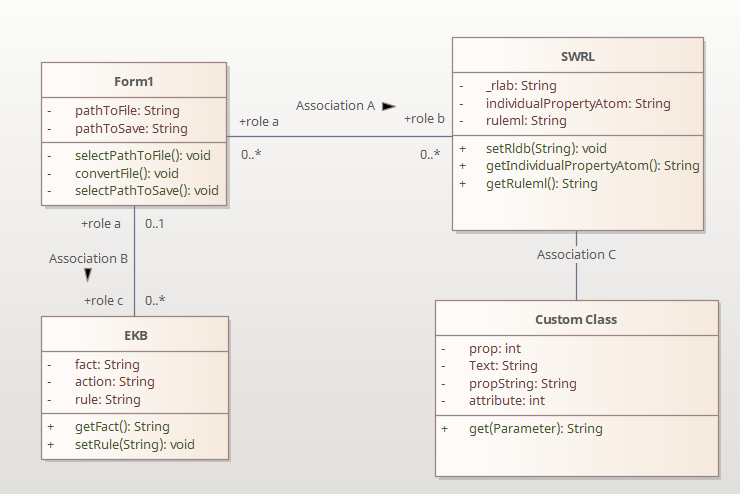 Form1
- pathToFile: String
- pathToSave: String
- selectPathToFile(): void
- convertFile(): void
- selectPathToSave(): void
Association A
+role a
+role b
0..*
0..*
SWRL
- _rlab: String
- individualPropertyAtom: String
- ruleml: String
+ setRldb(String): void
+ getIndividualPropertyAtom(): String
+ getRuleml(): String
+role a
0..1
Association B
+role c
0..*
Association C
EKB
- fact: String
- action: String
- rule: String
+ getFact(): String
+ setRule(String): void
Custom Class
- prop: int
- Text: String
- propString: String
- attribute: int
+ get(Parameter): String